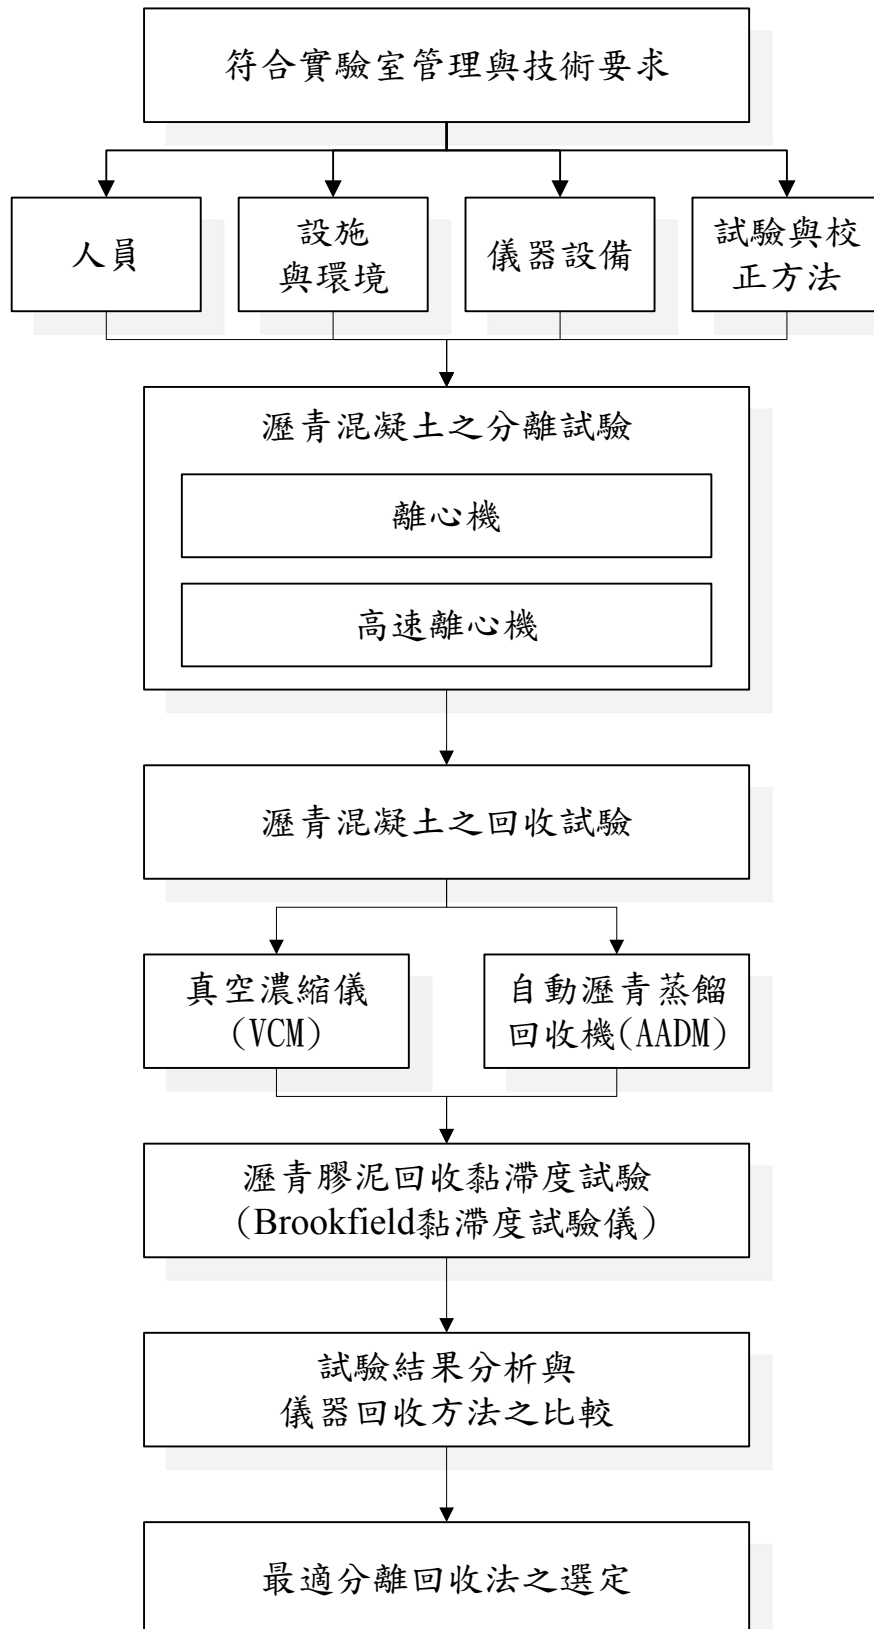 符合實驗室管理與技術要求
人員
設施
與環境
儀器設備
試驗與校
正方法
瀝青混凝土之分離試驗
離心機
高速離心機
瀝青混凝土之回收試驗
真空濃縮儀
(VCM)
自動瀝青蒸餾
回收機(AADM)
瀝青膠泥回收黏滯度試驗
(Brookfield黏滯度試驗儀)
試驗結果分析與
儀器回收方法之比較
最適分離回收法之選定